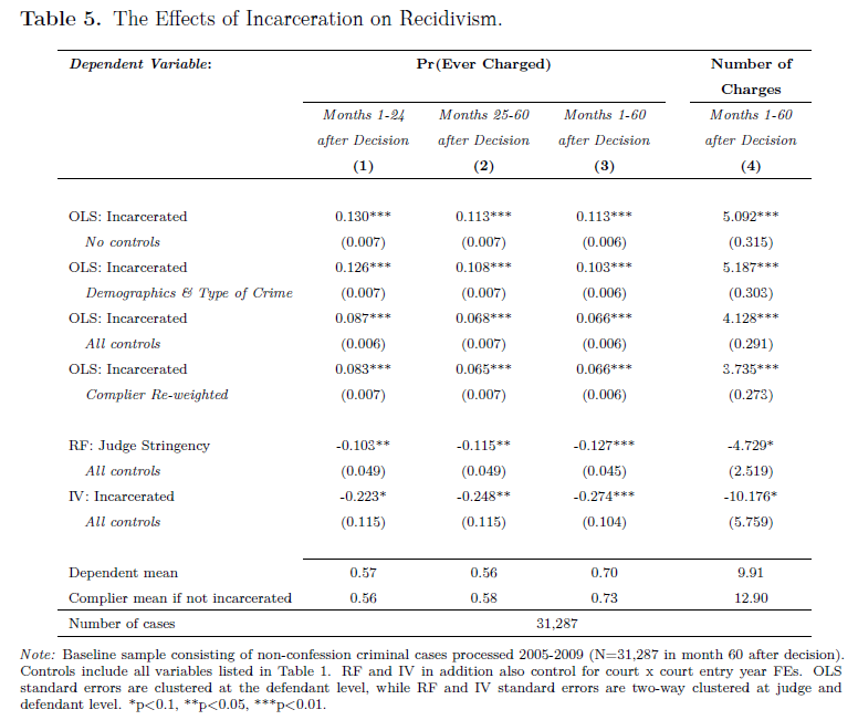 Table 5. The Effects of Incarceration on Recidivism.
Dependent Variable: Pr(Ever Charged) Number of
Charges
Months 1-24 Months 25-60 Months 1-60 Months 1-60
after Decision after Decision after Decision after Decision
(1) (2) (3) (4)
OLS: Incarcerated 0.130*** 0.113*** 0.113*** 5.092***
No controls (0.007) (0.007) (0.006) (0.315)
OLS: Incarcerated 0.126*** 0.108*** 0.103*** 5.187***
Demographics & Type of Crime (0.007) (0.007) (0.006) (0.303)
OLS: Incarcerated 0.087*** 0.068*** 0.066*** 4.128***
All controls (0.006) (0.007) (0.006) (0.291)
OLS: Incarcerated 0.083*** 0.065*** 0.066*** 3.735***
Complier Re-weighted (0.007) (0.007) (0.006) (0.273)
RF: Judge Stringency -0.103** -0.115** -0.127*** -4.729*
All controls (0.049) (0.049) (0.045) (2.519)
IV: Incarcerated -0.223* -0.248** -0.274*** -10.176*
All controls (0.115) (0.115) (0.104) (5.759)
Dependent mean 0.57 0.56 0.70 9.91
Complier mean if not incarcerated 0.56 0.58 0.73 12.90
Number of cases 31,287
Note: Baseline sample consisting of non-confession criminal cases processed 2005-2009 (N=31,287 in month 60 after decision).
Controls include all variables listed in Table 1. RF and IV in addition also control for court x court entry year FEs. OLS
standard errors are clustered at the defendant level, while RF and IV standard errors are two-way clustered at judge and
defendant level. *p<0.1, **p<0.05, ***p<0.01.